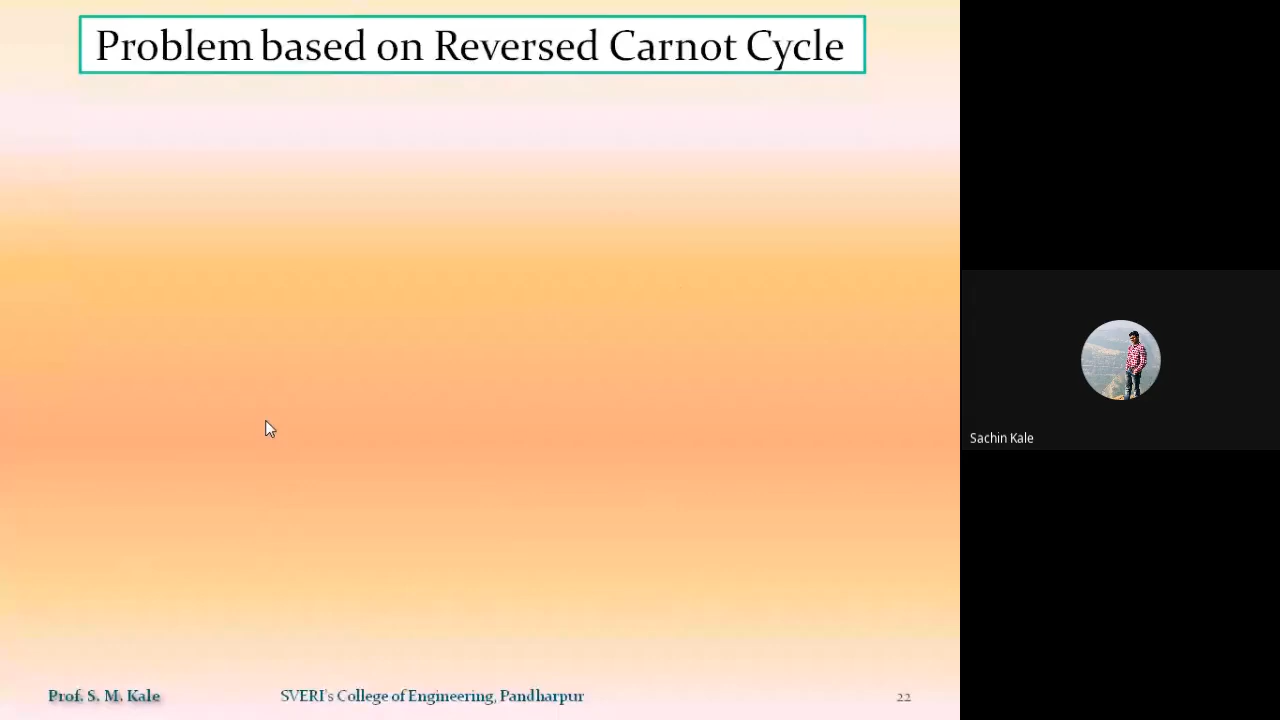 Problem based on Reversed Carnot Cycle
Sachin Kale
Prof. S. M. Kale
SVERI's College of Engineering, Pandharpur
22